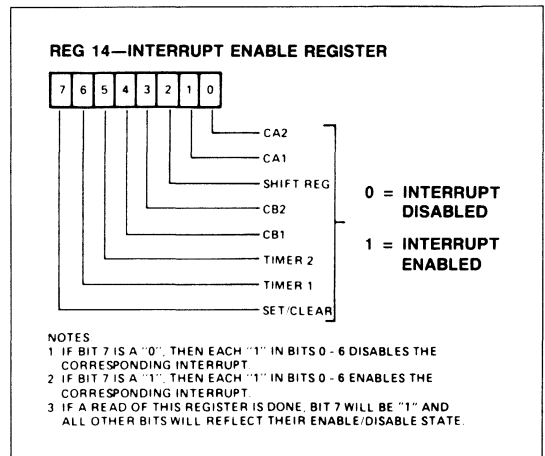 REG 14—INTERRUPT ENABLE REGISTER
7 6 5 4 3 2 1 0
CA2
CA1
SHIFT REG
CB2
CB1
TIMER 2
TIMER 1
SET/CLEAR
0 = INTERRUPT
DISABLED
1 = INTERRUPT
ENABLED
NOTES
1 IF BIT 7 IS A "0", THEN EACH "1" IN BITS 0 - 6 DISABLES THE
CORRESPONDING INTERRUPT.
2 IF BIT 7 IS A "1", THEN EACH "1" IN BITS 0 - 6 ENABLES THE
CORRESPONDING INTERRUPT.
3 IF A READ OF THIS REGISTER IS DONE, BIT 7 WILL BE "1" AND
ALL OTHER BITS WILL REFLECT THEIR ENABLE/DISABLE STATE.